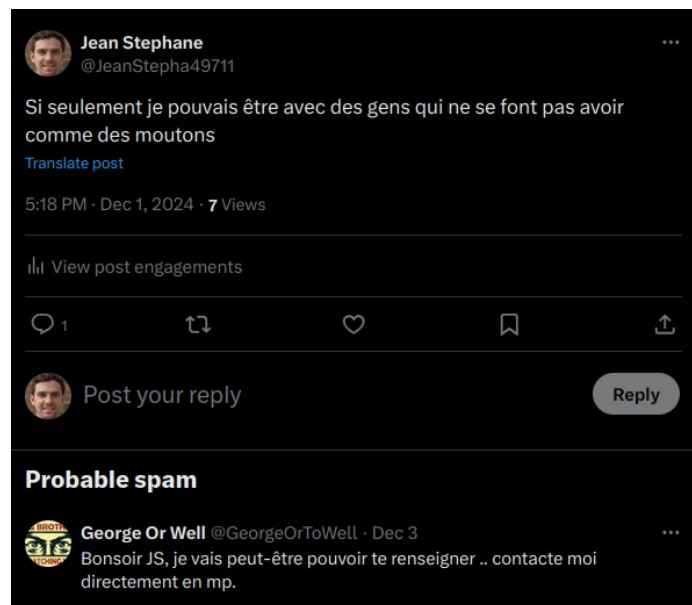 Jean Stephane
@JeanStepha49711
Si seulement je pouvais être avec des gens qui ne se font pas avoir
comme des moutons
Translate post
5:18 PM · Dec 1, 2024 · 7 Views
View post engagements
1
Post your reply
Reply
Probable spam
George Or Well @GeorgeOrToWell · Dec 3
Bonsoir JS, je vais peut-être pouvoir te renseigner .. contacte moi
directement en mp.